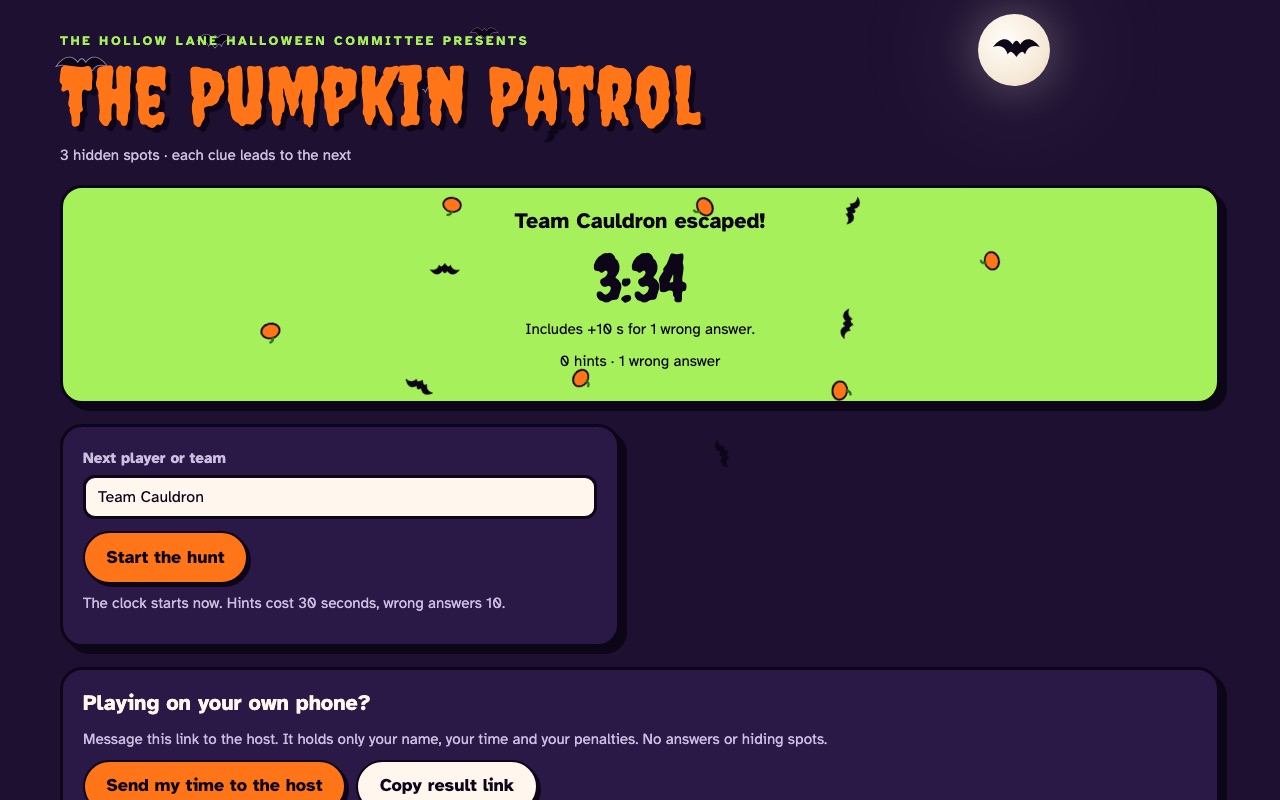 THE HOLLOW LANE HALLOWEEN COMMITTEE PRESENTS
THE PUMPKIN PATROL
3 hidden spots · each clue leads to the next
Team Cauldron escaped!
3:34
Includes +10 s for 1 wrong answer.
0 hints · 1 wrong answer
Next player or team
Team Cauldron
Start the hunt
The clock starts now. Hints cost 30 seconds, wrong answers 10.
Playing on your own phone?
Message this link to the host. It holds only your name, your time and your penalties. No answers or hiding spots.
Send my time to the host
Copy result link